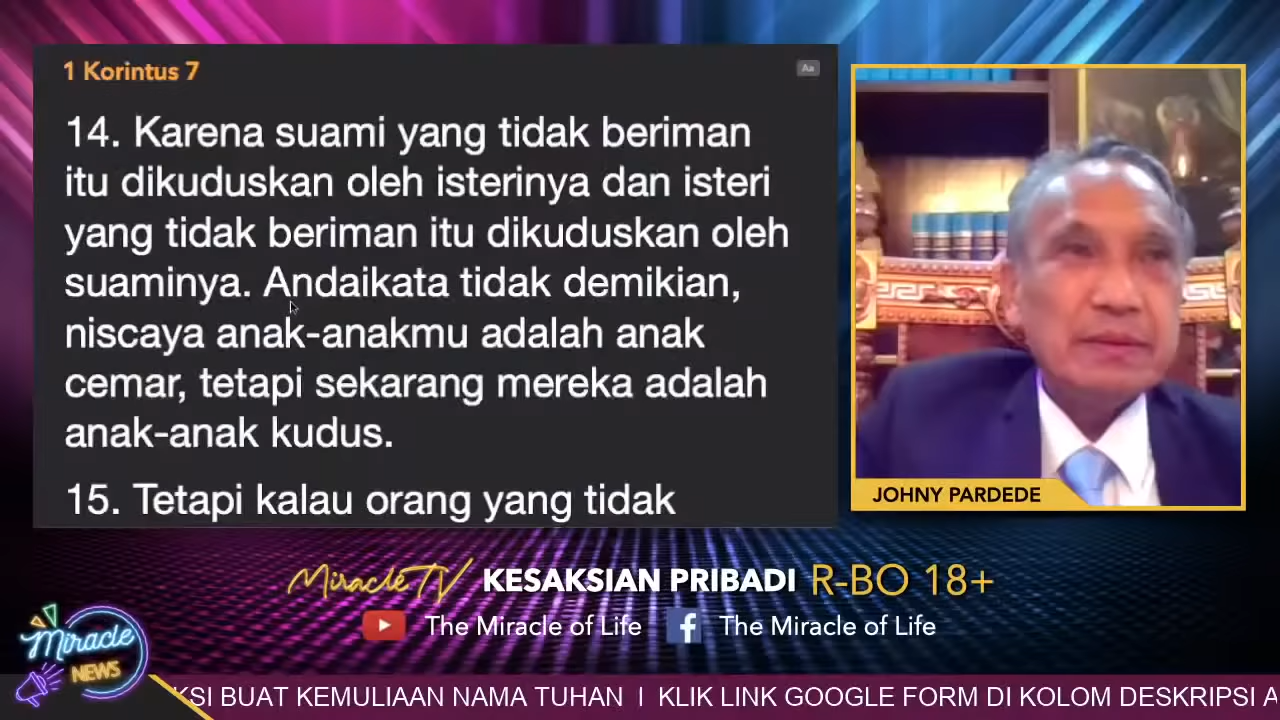 1 Korintus 7
Aa
14. Karena suami yang tidak beriman
itu dikuduskan oleh isterinya dan isteri
yang tidak beriman itu dikuduskan oleh
suaminya. Andaikata tidak demikian,
niscaya anak-anakmu adalah anak
cemar, tetapi sekarang mereka adalah
anak-anak kudus.
15. Tetapi kalau orang yang tidak
JOHNY PARDEDE
Miracle TV KESAKSIAN PRIBADI R-BO 18+
The Miracle of Life The Miracle of Life
Miracle
NEWS
KSI BUAT KEMULIAAN NAMA TUHAN I KLIK LINK GOOGLE FORM DI KOLOM DESKRIPSI A